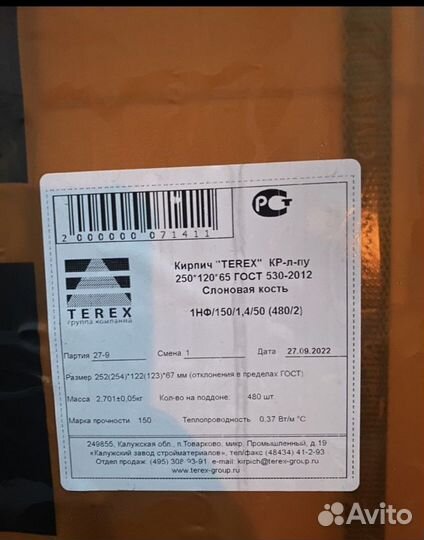 2 000000 071411
РСТ
Кирпич "TEREX" КР-л-пу
250*120*65 ГОСТ 530-2012
Слоновая кость
1НФ/150/1,4/50 (480/2)
TEREX
группа компаний
Партия 27-9 Смена 1 Дата 27.09.2022
Размер 252(254)*122(123)*67 мм (отклонения в пределах ГОСТ)
Масса 2.701±0,05кг Кол-во на поддоне: 480 шт.
Марка прочности 150 Теплопроводность 0,37 Вт/м °С
249855, Калужская обл., п.Товарково, мкр. Промышленный, д.19
«Калужский завод стройматериалов», тел/факс (48434) 41-2-93
Отдел продаж: (495) 308-93-91 e-mail: kirpich@terex-group.ru
www.terex-group.ru
Avito